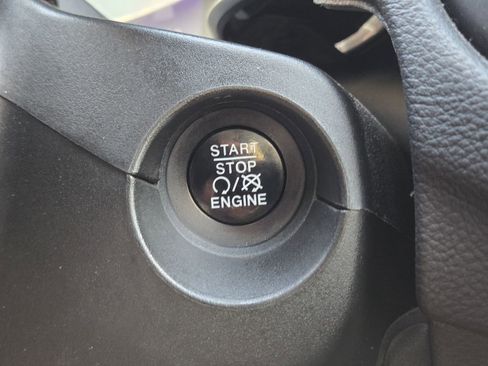 START
STOP
/
ENGINE